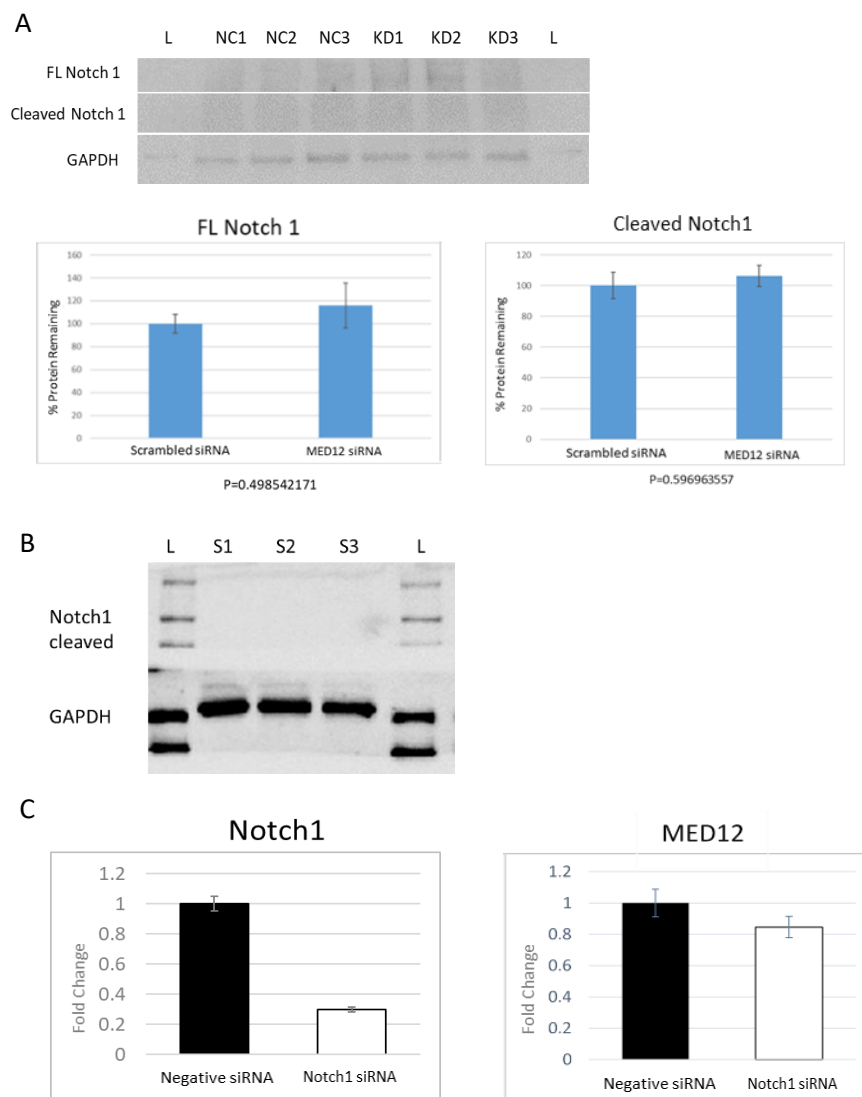 A
L NC1 NC2 NC3 KD1 KD2 KD3 L
FL Notch 1
Cleaved Notch 1
GAPDH
FL Notch 1
% Protein Remaining
160
140
120
100
80
60
40
20
0
Scrambled siRNA MED12 siRNA
P=0.498542171
Cleaved Notch1
% Protein Remaining
120
100
80
60
40
20
0
Scrambled siRNA MED12 siRNA
P=0.596963557
B
L S1 S2 S3 L
Notch1
cleaved
GAPDH
C
Notch1
Fold Change
1.2
1
0.8
0.6
0.4
0.2
0
Negative siRNA Notch1 siRNA
MED12
Fold Change
1.2
1
0.8
0.6
0.4
0.2
0
Negative siRNA Notch1 siRNA